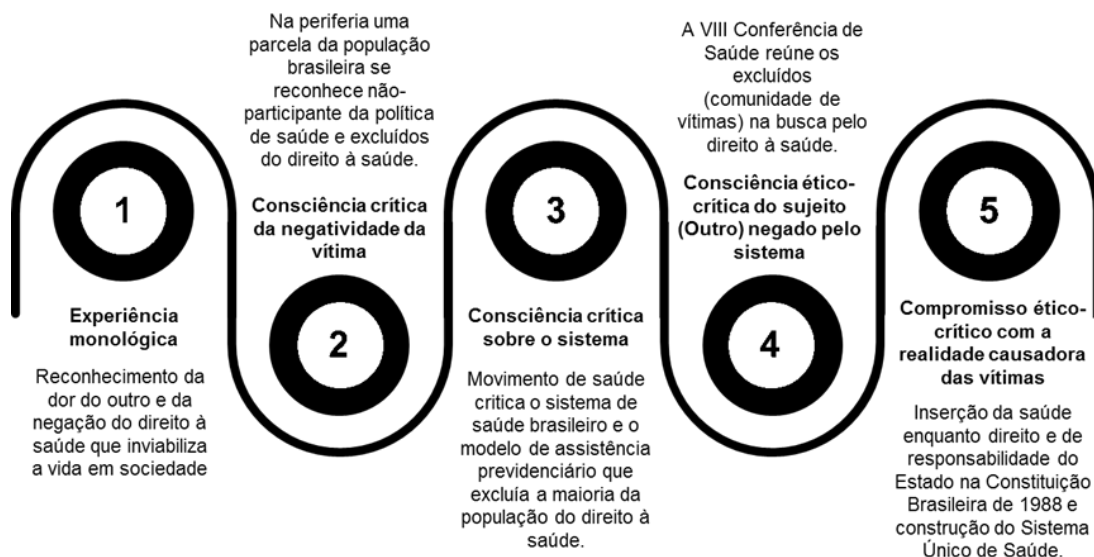 1
Experiência
monológica
Reconhecimento da
dor do outro e da
negação do direito à
saúde que inviabiliza
a vida em sociedade
Na periferia uma
parcela da população
brasileira se
reconhece não-
participante da política
de saúde e excluídos
do direito à saúde.
Consciência crítica
da negatividade da
vítima
2
3
Consciência crítica
sobre o sistema
Movimento de saúde
critica o sistema de
saúde brasileiro e o
modelo de assistência
previdenciário que
excluía a maioria da
população do direito à
saúde.
A VIII Conferência de
Saúde reúne os
excluídos
(comunidade de
vítimas) na busca pelo
direito à saúde.
Consciência ético-
crítica do sujeito
(Outro) negado pelo
sistema
4
5
Compromisso ético-
crítico com a
realidade causadora
das vítimas
Inserção da saúde
enquanto direito e de
responsabilidade do
Estado na Constituição
Brasileira de 1988 e
construção do Sistema
Único de Saúde.